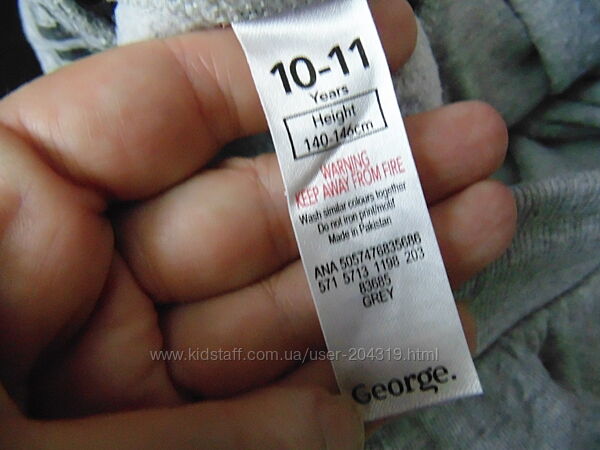 10-11
Years
Height
140-146cm
WARNING
KEEP AWAY FROM FIRE
Wash similar colours together
Do not iron print/motif
Made in Pakistan
ANA 5057476835686
571 5713 1198 203
83685
GREY
www.kidstaff.com.ua/user-204319.html
George.